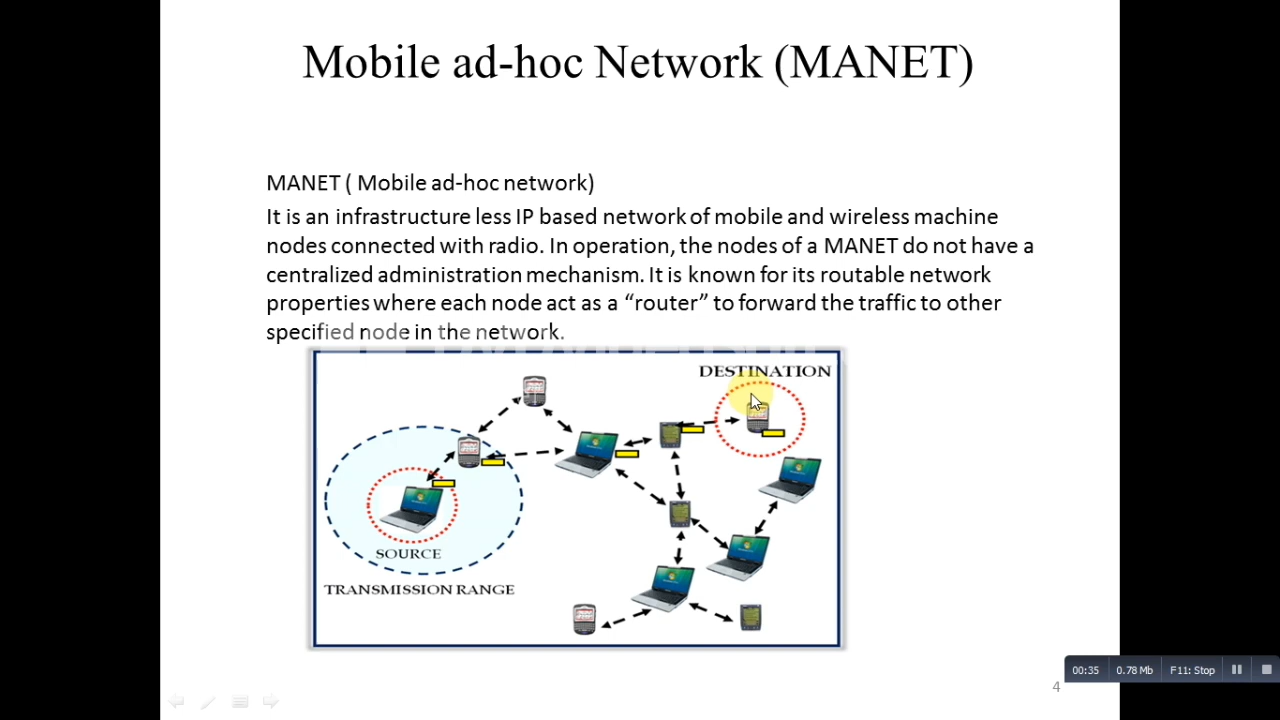 Mobile ad-hoc Network (MANET)
MANET ( Mobile ad-hoc network)
It is an infrastructure less IP based network of mobile and wireless machine
nodes connected with radio. In operation, the nodes of a MANET do not have a
centralized administration mechanism. It is known for its routable network
properties where each node act as a “router” to forward the traffic to other
specified node in the network.
DESTINATION
SOURCE
TRANSMISSION RANGE
00:35 0.78 Mb F11: Stop
4